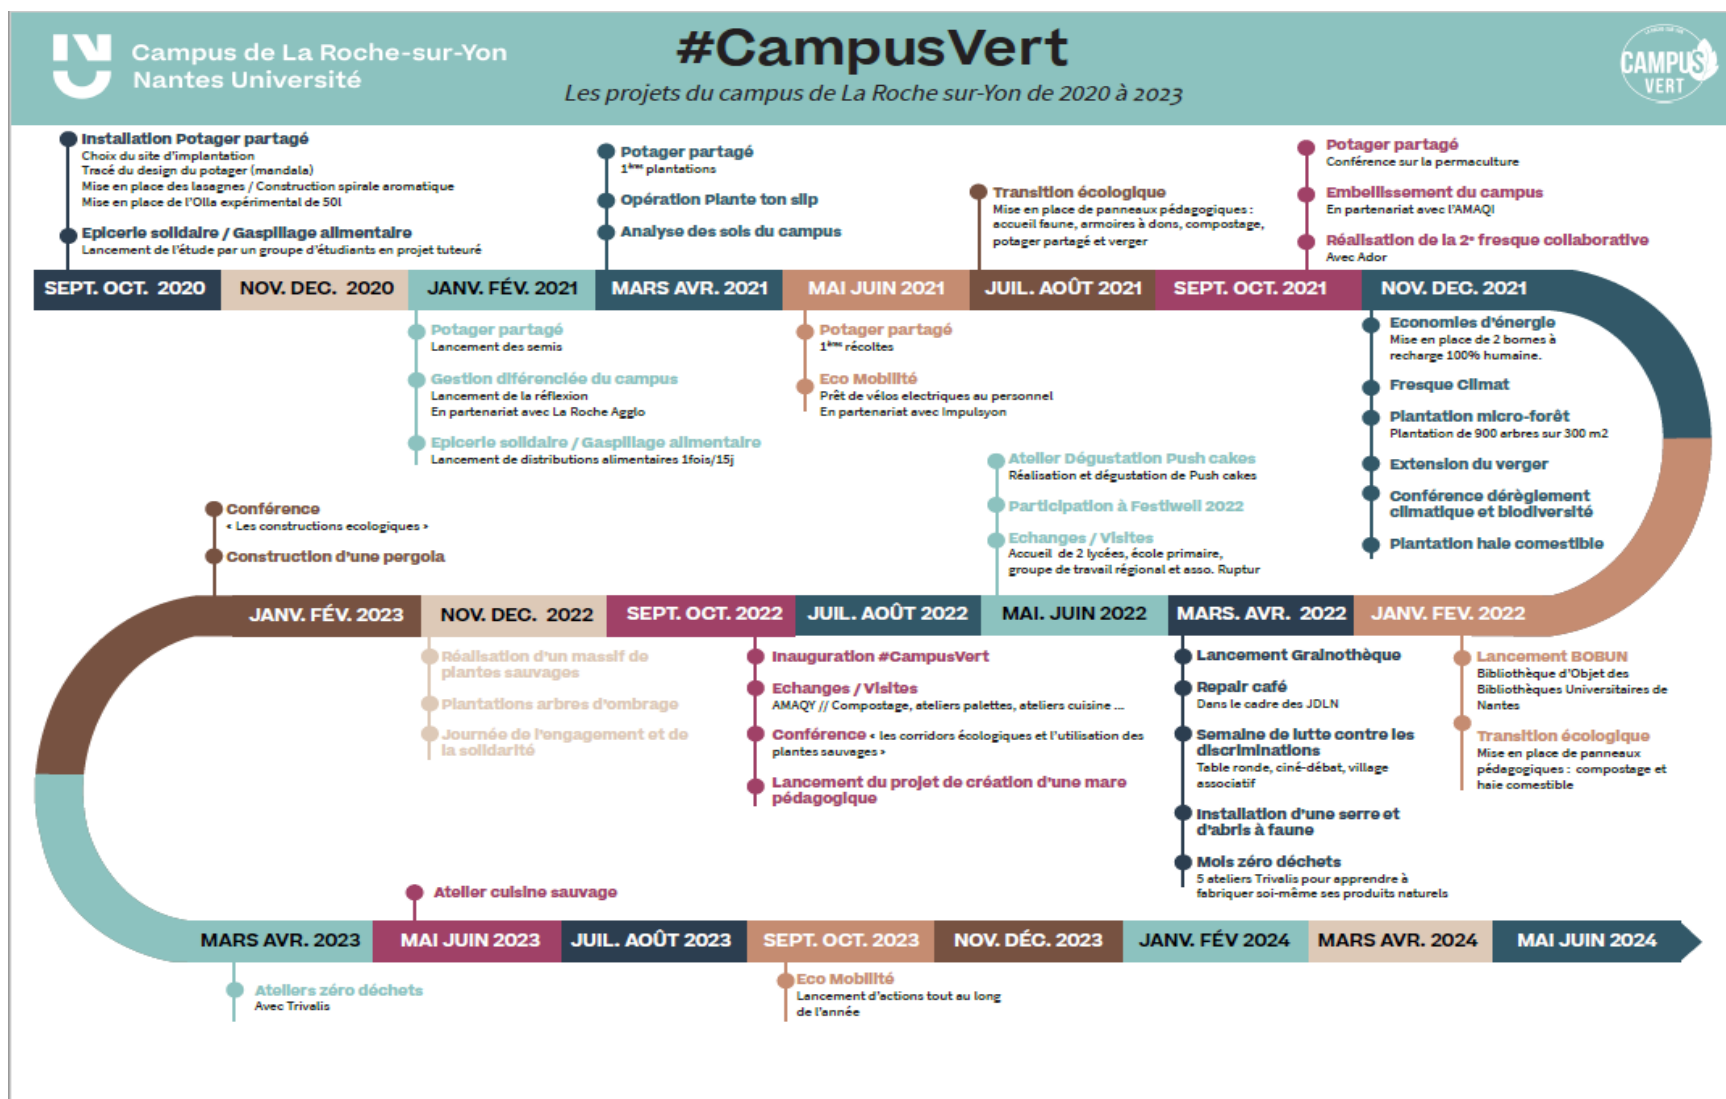 Campus de La Roche-sur-Yon
Nantes Université
#CampusVert
Les projets du campus de La Roche sur-Yon de 2020 à 2023
LA ROCHE-SUR-YON
CAMPUS
VERT
Installation Potager partagé
Choix du site d'implantation
Tracé du design du potager (mandala)
Mise en place des lasagnes / Construction spirale aromatique
Mise en place de l'Olla expérimental de 50l
Epicerie solidaire / Gaspillage alimentaire
Lancement de l'étude par un groupe d'étudiants en projet tuteuré
Potager partagé
1ères plantations
Opération Plante ton slip
Analyse des sols du campus
Transition écologique
Mise en place de panneaux pédagogiques :
accueil faune, armoires à dons, compostage,
potager partagé et verger
Potager partagé
Conférence sur la permaculture
Embellissement du campus
En partenariat avec l'AMAQI
Réalisation de la 2e fresque collaborative
Avec Ador
SEPT. OCT. 2020
NOV. DEC. 2020
JANV. FÉV. 2021
MARS AVR. 2021
MAI JUIN 2021
JUIL. AOÛT 2021
SEPT. OCT. 2021
NOV. DEC. 2021
Potager partagé
Lancement des semis
Gestion diférenciée du campus
Lancement de la réflexion
En partenariat avec La Roche Agglo
Epicerie solidaire / Gaspillage alimentaire
Lancement de distributions alimentaires 1fois/15j
Potager partagé
1ères récoltes
Eco Mobilité
Prêt de vélos electriques au personnel
En partenariat avec Impulsyon
Economies d'énergie
Mise en place de 2 bornes à
recharge 100% humaine.
Fresque Climat
Plantation micro-forêt
Plantation de 900 arbres sur 300 m2
Extension du verger
Conférence dérèglement
climatique et biodiversité
Plantation haie comestible
Atelier Dégustation Push cakes
Réalisation et dégustation de Push cakes
Participation à Festiwell 2022
Echanges / Visites
Accueil de 2 lycées, école primaire,
groupe de travail régional et asso. Ruptur
Conférence
« Les constructions ecologiques »
Construction d'une pergola
JANV. FÉV. 2023
NOV. DEC. 2022
SEPT. OCT. 2022
JUIL. AOÛT 2022
MAI. JUIN 2022
MARS. AVR. 2022
JANV. FEV. 2022
Réalisation d'un massif de
plantes sauvages
Plantations arbres d'ombrage
Journée de l'engagement et de
la solidarité
Inauguration #CampusVert
Echanges / Visites
AMAQY // Compostage, ateliers palettes, ateliers cuisine ...
Conférence « les corridors écologiques et l'utilisation des
plantes sauvages »
Lancement du projet de création d'une mare
pédagogique
Lancement Grainothèque
Repair café
Dans le cadre des JDLN
Semaine de lutte contre les
discriminations
Table ronde, ciné-débat, village
associatif
Installation d'une serre et
d'abris à faune
Mois zéro déchets
5 ateliers Trivalis pour apprendre à
fabriquer soi-même ses produits naturels
Lancement BOBUN
Bibliothèque d'Objet des
Bibliothèques Universitaires de
Nantes
Transition écologique
Mise en place de panneaux
pédagogiques : compostage et
haie comestible
Atelier cuisine sauvage
MARS AVR. 2023
MAI JUIN 2023
JUIL. AOÛT 2023
SEPT. OCT. 2023
NOV. DÉC. 2023
JANV. FÉV 2024
MARS AVR. 2024
MAI JUIN 2024
Ateliers zéro déchets
Avec Trivalis
Eco Mobilité
Lancement d'actions tout au long
de l'année